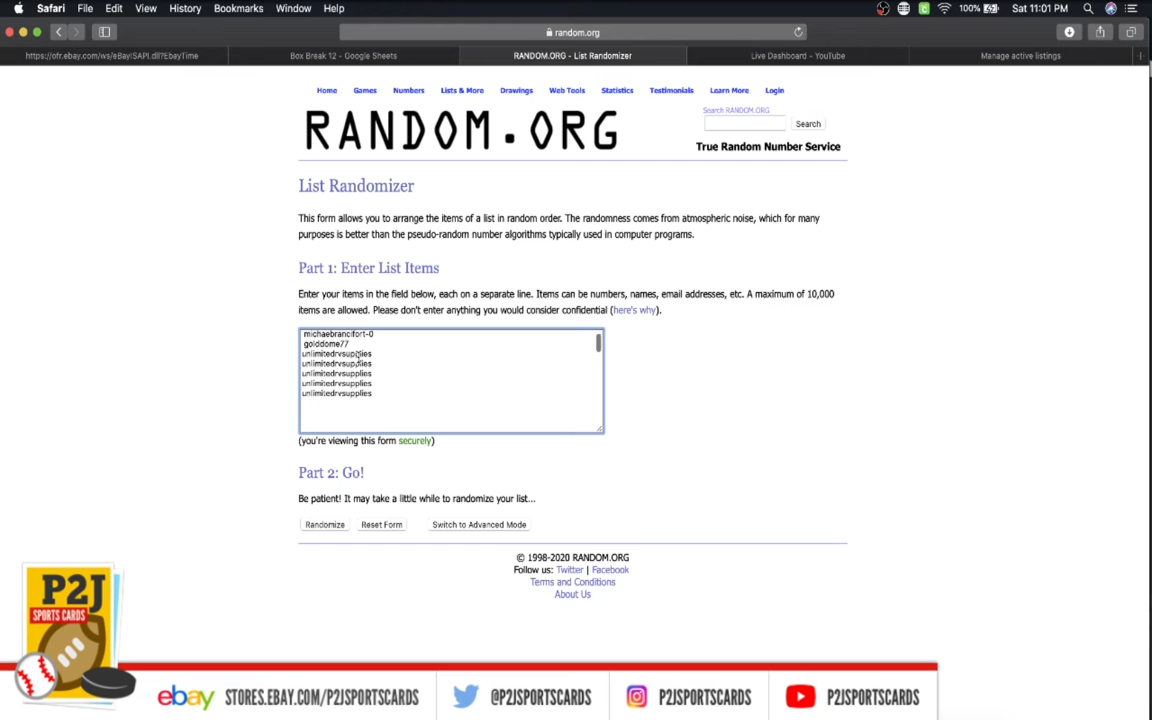 Safari File Edit View History Bookmarks Window Help 100% Sat 11:01 PM
random.org
https://ofr.ebay.com/ws/eBayISAPI.dll?EbayTime Box Break 12 - Google Sheets RANDOM.ORG - List Randomizer Live Dashboard - YouTube Manage active listings
Home Games Numbers Lists & More Drawings Web Tools Statistics Testimonials Learn More Login
RANDOM.ORG
Search RANDOM.ORG
Search
True Random Number Service
List Randomizer
This form allows you to arrange the items of a list in random order. The randomness comes from atmospheric noise, which for many
purposes is better than the pseudo-random number algorithms typically used in computer programs.
Part 1: Enter List Items
Enter your items in the field below, each on a separate line. Items can be numbers, names, email addresses, etc. A maximum of 10,000
items are allowed. Please don't enter anything you would consider confidential (here's why).
michaebrancifort-0
golddome77
unlimitedrvsupplies
unlimitedrvsupplies
unlimitedrvsupplies
unlimitedrvsupplies
unlimitedrvsupplies
(you're viewing this form securely)
Part 2: Go!
Be patient! It may take a little while to randomize your list...
Randomize Reset Form Switch to Advanced Mode
© 1998-2020 RANDOM.ORG
Follow us: Twitter | Facebook
Terms and Conditions
About Us
P2J
SPORTS CARDS
ebay STORES.EBAY.COM/P2JSPORTSCARDS @P2JSPORTSCARDS P2JSPORTSCARDS P2JSPORTSCARDS